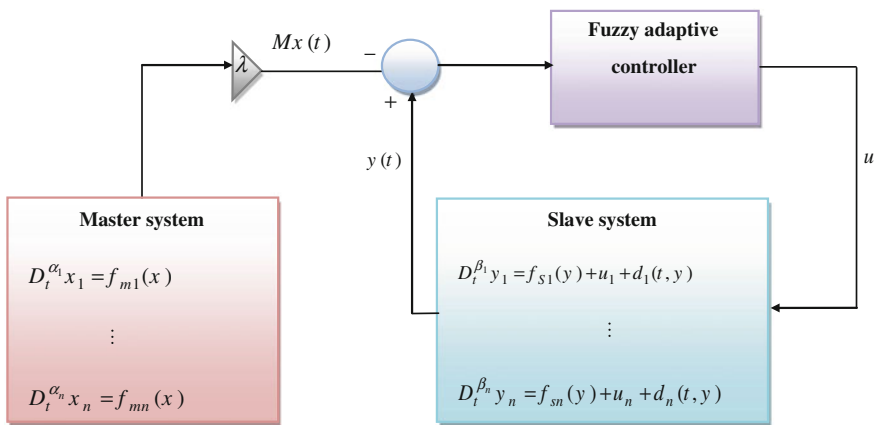 Mx(t)
λ
−
+
Fuzzy adaptive
controller
y(t)
u
Master system
D_t^{α_1} x_1 = f_{m1}(x)
⋮
D_t^{α_n} x_n = f_{mn}(x)
Slave system
D_t^{β_1} y_1 = f_{S1}(y) + u_1 + d_1(t, y)
⋮
D_t^{β_n} y_n = f_{sn}(y) + u_n + d_n(t, y)